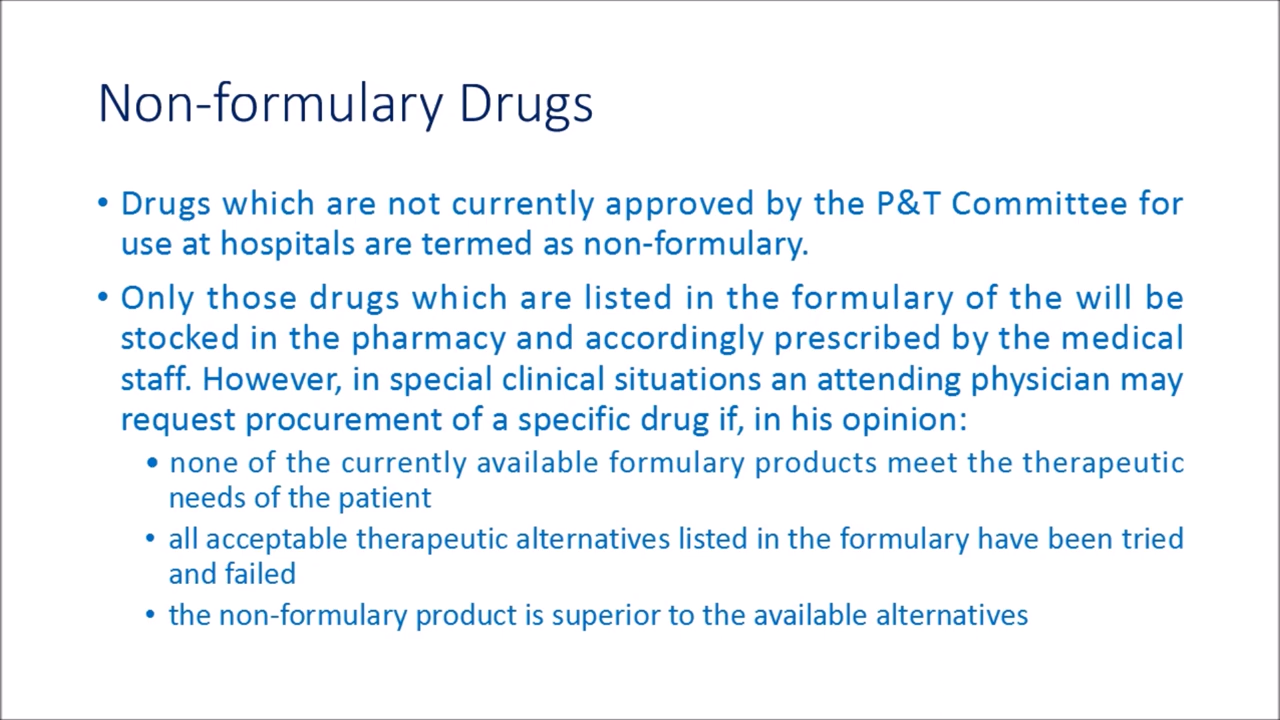 Non-formulary Drugs
• Drugs which are not currently approved by the P&T Committee for
use at hospitals are termed as non-formulary.
• Only those drugs which are listed in the formulary of the will be
stocked in the pharmacy and accordingly prescribed by the medical
staff. However, in special clinical situations an attending physician may
request procurement of a specific drug if, in his opinion:
• none of the currently available formulary products meet the therapeutic
needs of the patient
• all acceptable therapeutic alternatives listed in the formulary have been tried
and failed
• the non-formulary product is superior to the available alternatives